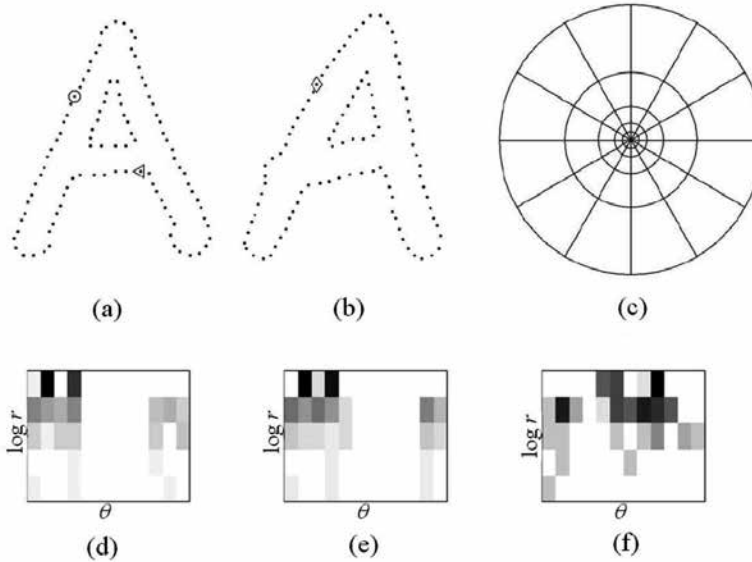 (a) (b) (c)
log r log r log r
θ θ θ
(d) (e) (f)